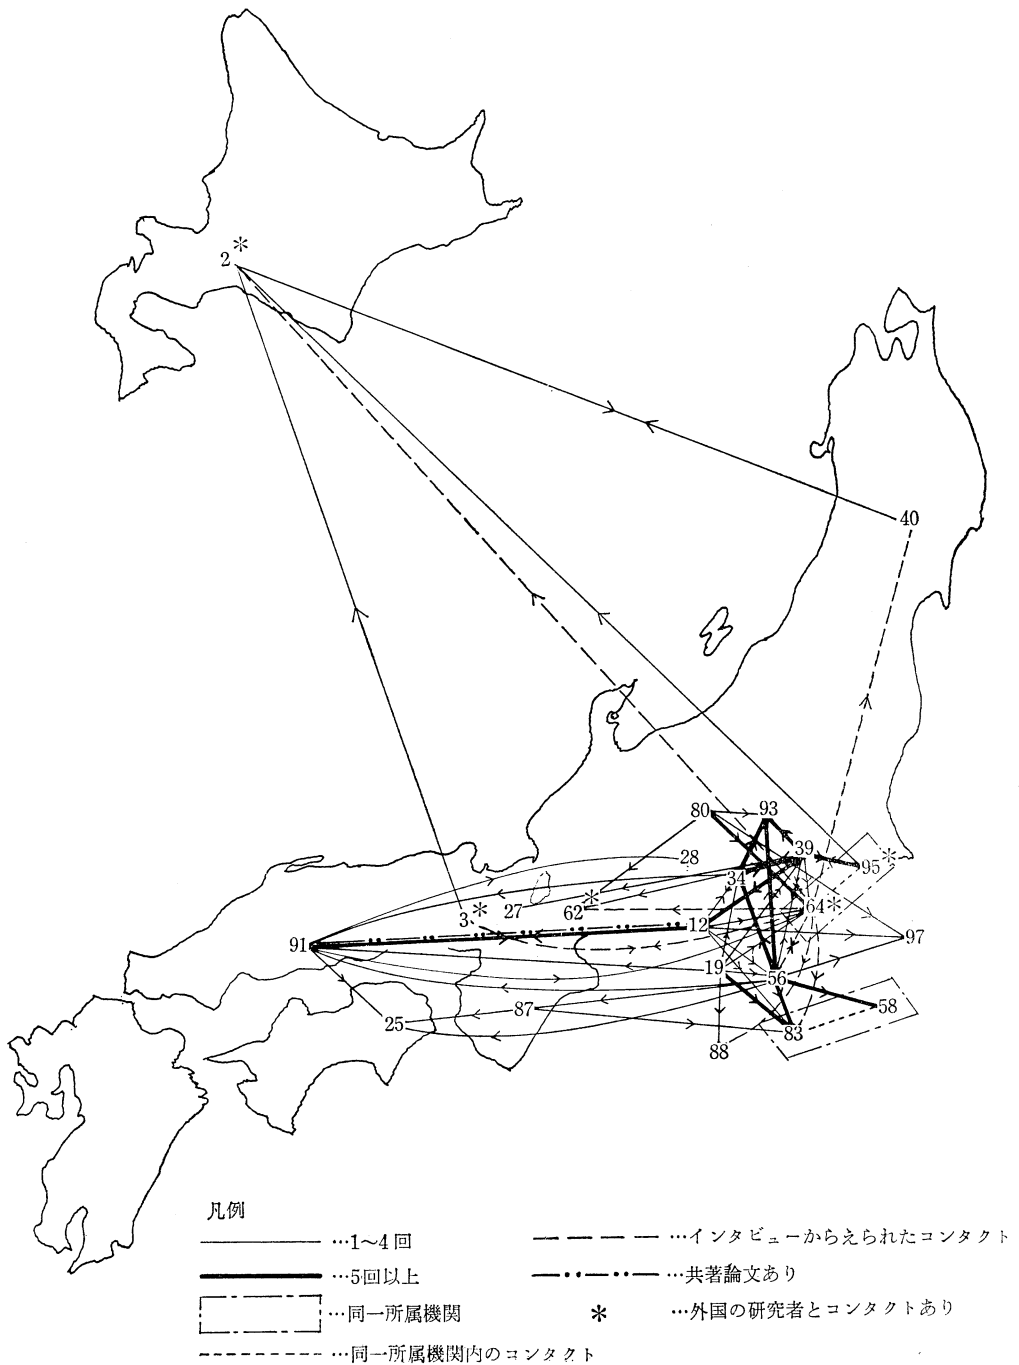 2*
40
80
93
39
28
34
95*
3*
27
62*
64*
12
91
97
19
56
87
58
25
83
88
凡例
…1~4回
…インタビューからえられたコンタクト
…5回以上
…共著論文あり
…同一所属機関
* …外国の研究者とコンタクトあり
…同一所属機関内のコンタクト